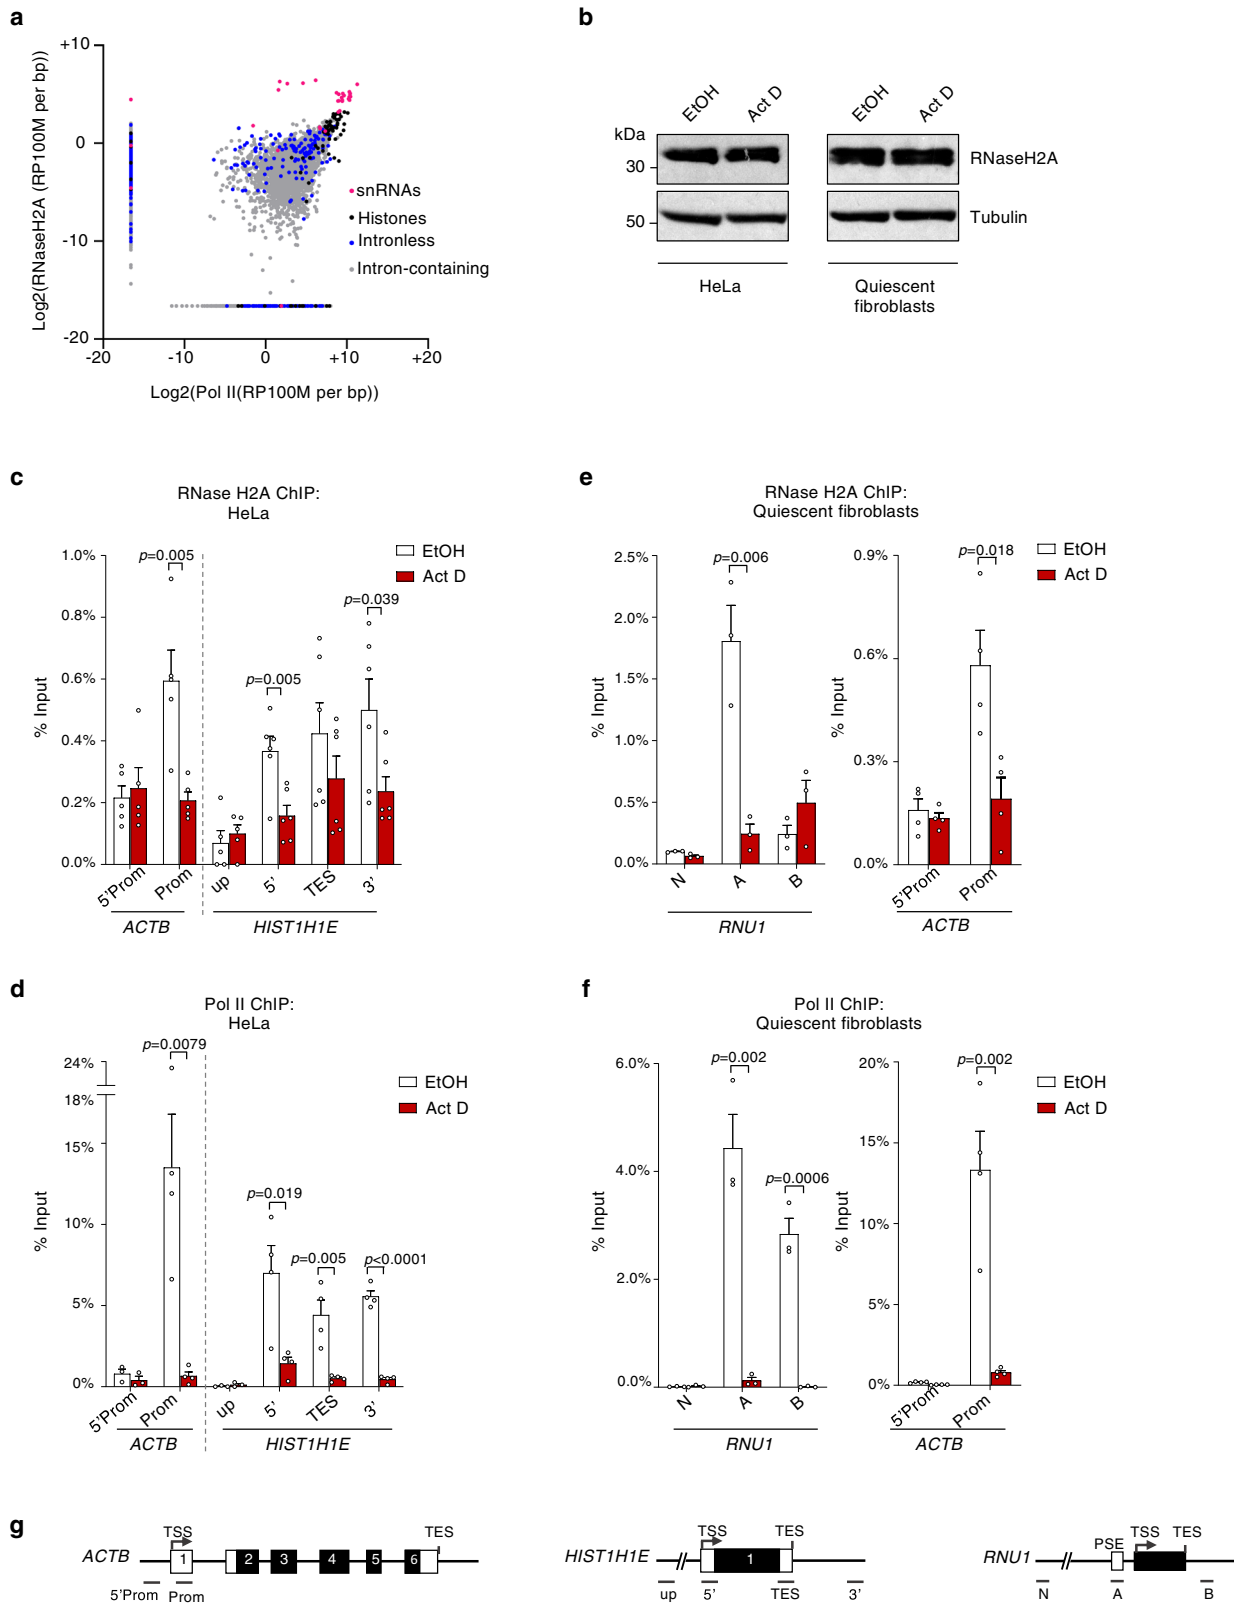 a
+10
0
-10
-20
-20
-10
0
+10
+20
Log2(RNaseH2A (RP100M per bp))
Log2(Pol II(RP100M per bp))
snRNAs
Histones
Intronless
Intron-containing
b
EtOH
Act D
EtOH
Act D
kDa
30
50
RNaseH2A
Tubulin
HeLa
Quiescent
fibroblasts
c
RNase H2A ChIP:
HeLa
EtOH
Act D
% Input
1.0%
0.8%
0.6%
0.4%
0.2%
0.0%
p=0.005
p=0.005
p=0.039
5'Prom
Prom
up
5'
TES
3'
ACTB
HIST1H1E
e
RNase H2A ChIP:
Quiescent fibroblasts
% Input
2.5%
2.0%
1.5%
1.0%
0.5%
0.0%
p=0.006
N
A
B
RNU1
% Input
0.9%
0.6%
0.3%
0.0%
p=0.018
5'Prom
Prom
ACTB
EtOH
Act D
d
Pol II ChIP:
HeLa
EtOH
Act D
% Input
24%
18%
15%
10%
5%
0%
p=0.0079
p=0.019
p=0.005
p<0.0001
5'Prom
Prom
up
5'
TES
3'
ACTB
HIST1H1E
f
Pol II ChIP:
Quiescent fibroblasts
% Input
6.0%
4.0%
2.0%
0.0%
p=0.002
p=0.0006
N
A
B
RNU1
% Input
20%
15%
10%
5%
0%
p=0.002
5'Prom
Prom
ACTB
EtOH
Act D
g
ACTB
TSS
TES
1
2
3
4
5
6
5'Prom
Prom
HIST1H1E
TSS
TES
1
up
5'
TES
3'
RNU1
PSE
TSS
TES
N
A
B